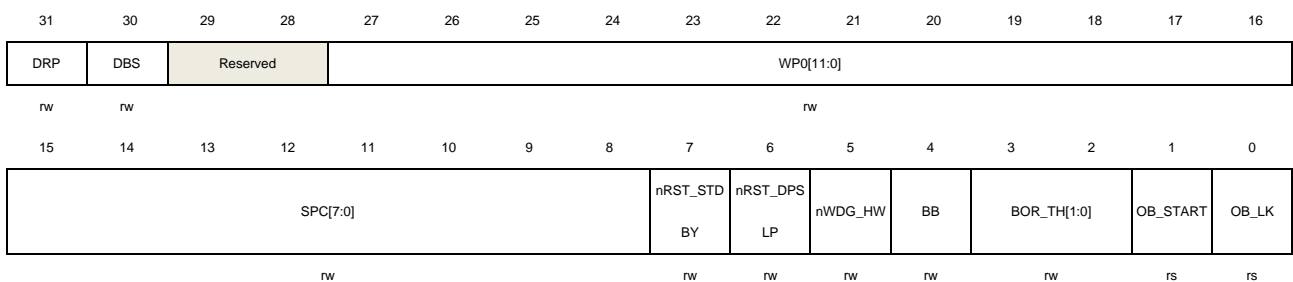 31 30 29 28 27 26 25 24 23 22 21 20 19 18 17 16
DRP DBS Reserved WP0[11:0]
rw rw rw
15 14 13 12 11 10 9 8 7 6 5 4 3 2 1 0
SPC[7:0] nRST_STD BY nRST_DPS LP nWDG_HW BB BOR_TH[1:0] OB_START OB_LK
rw rw rw rw rw rw rs rs